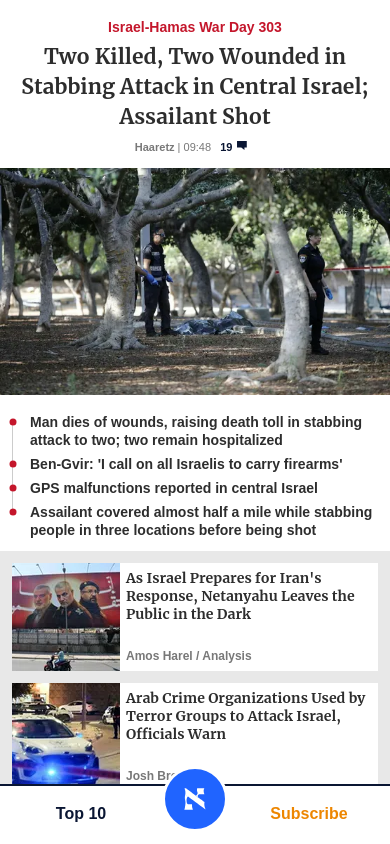 Israel-Hamas War Day 303
Two Killed, Two Wounded in
Stabbing Attack in Central Israel;
Assailant Shot
Haaretz | 09:48 19
Man dies of wounds, raising death toll in stabbing
attack to two; two remain hospitalized
Ben-Gvir: 'I call on all Israelis to carry firearms'
GPS malfunctions reported in central Israel
Assailant covered almost half a mile while stabbing
people in three locations before being shot
As Israel Prepares for Iran's
Response, Netanyahu Leaves the
Public in the Dark
Amos Harel / Analysis
Arab Crime Organizations Used by
Terror Groups to Attack Israel,
Officials Warn
Josh
Top 10
א
Subscribe